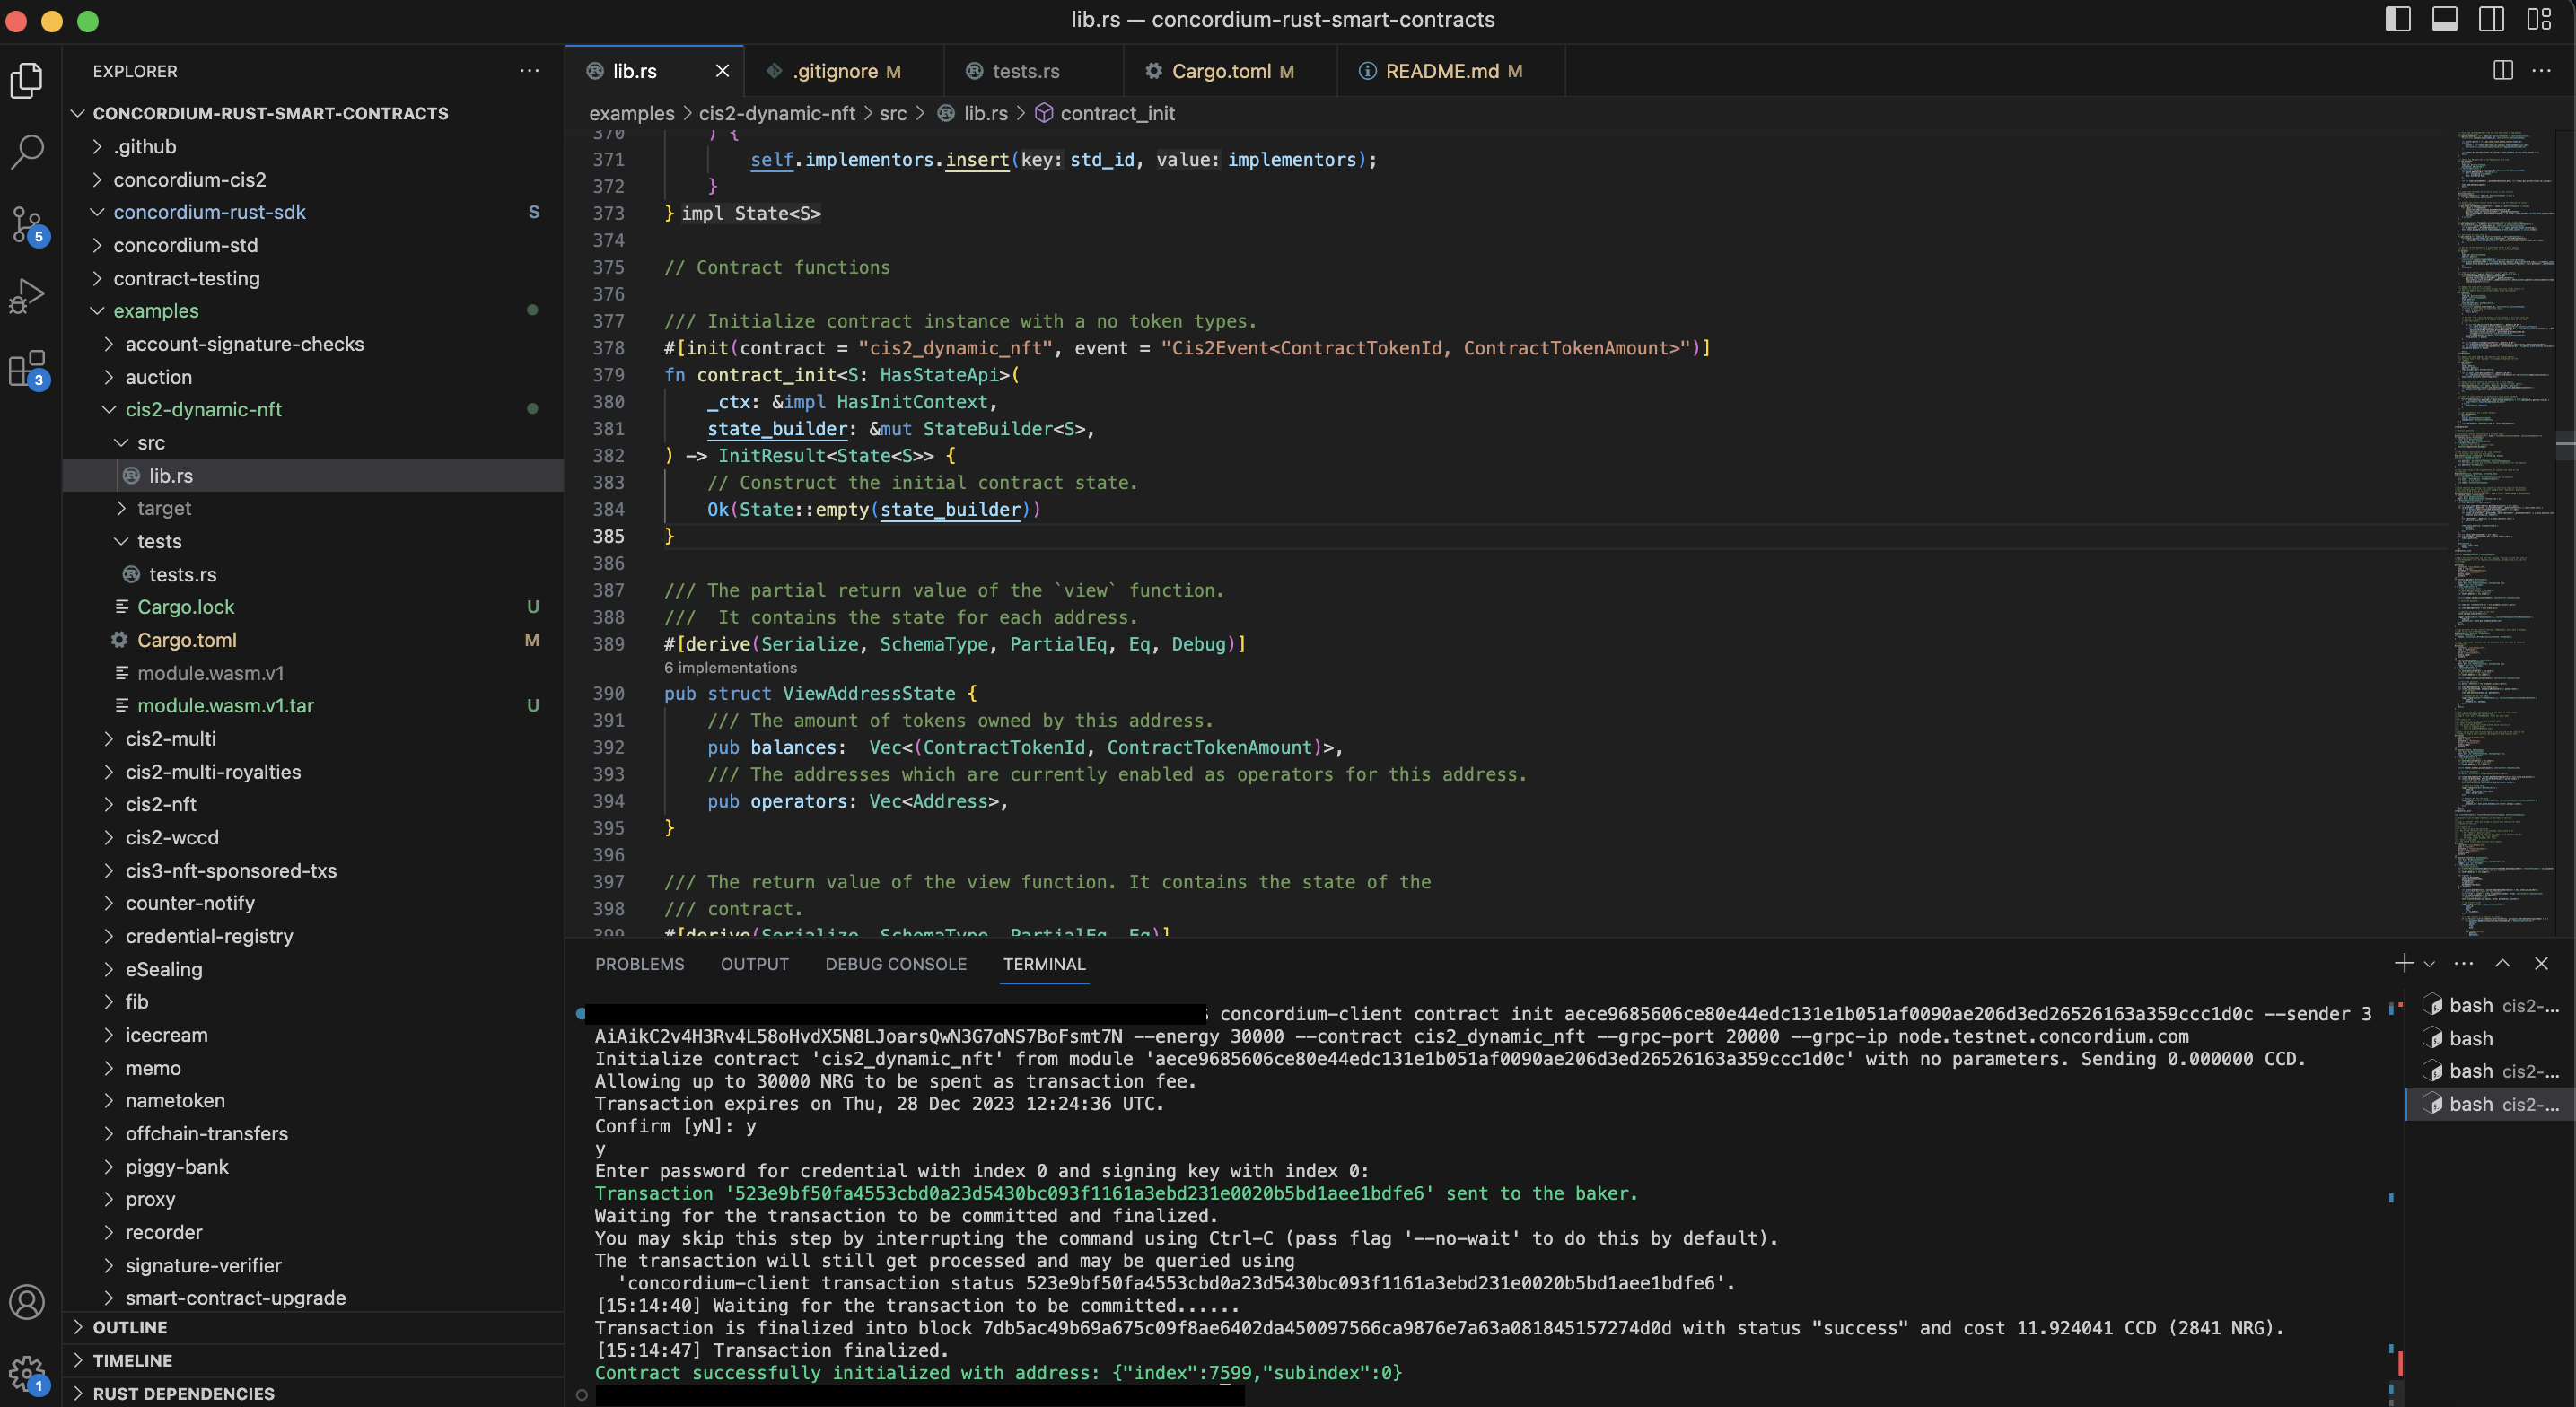 lib.rs — concordium-rust-smart-contracts
EXPLORER
CONCORDIUM-RUST-SMART-CONTRACTS
.github
concordium-cis2
concordium-rust-sdk S
concordium-std
contract-testing
examples
account-signature-checks
auction
cis2-dynamic-nft
src
lib.rs
target
tests
tests.rs
Cargo.lock U
Cargo.toml M
module.wasm.v1
module.wasm.v1.tar U
cis2-multi
cis2-multi-royalties
cis2-nft
cis2-wccd
cis3-nft-sponsored-txs
counter-notify
credential-registry
eSealing
fib
icecream
memo
nametoken
offchain-transfers
piggy-bank
proxy
recorder
signature-verifier
smart-contract-upgrade
OUTLINE
TIMELINE
RUST DEPENDENCIES
5
3
1
lib.rs .gitignore M tests.rs Cargo.toml M README.md M
examples > cis2-dynamic-nft > src > lib.rs > contract_init
370 ) {
371 self.implementors.insert(key: std_id, value: implementors);
372 }
373 } impl State<S>
374
375 // Contract functions
376
377 /// Initialize contract instance with a no token types.
378 #[init(contract = "cis2_dynamic_nft", event = "Cis2Event<ContractTokenId, ContractTokenAmount>")]
379 fn contract_init<S: HasStateApi>(
380 _ctx: &impl HasInitContext,
381 state_builder: &mut StateBuilder<S>,
382 ) -> InitResult<State<S>> {
383 // Construct the initial contract state.
384 Ok(State::empty(state_builder))
385 }
386
387 /// The partial return value of the `view` function.
388 ///  It contains the state for each address.
389 #[derive(Serialize, SchemaType, PartialEq, Eq, Debug)]
6 implementations
390 pub struct ViewAddressState {
391 /// The amount of tokens owned by this address.
392 pub balances:  Vec<(ContractTokenId, ContractTokenAmount)>,
393 /// The addresses which are currently enabled as operators for this address.
394 pub operators: Vec<Address>,
395 }
396
397 /// The return value of the view function. It contains the state of the
398 /// contract.
399 #[derive(Serialize, SchemaType, PartialEq, Eq)]
PROBLEMS OUTPUT DEBUG CONSOLE TERMINAL
concordium-client contract init aece9685606ce80e44edc131e1b051af0090ae206d3ed26526163a359ccc1d0c --sender 3
AiAikC2v4H3Rv4L58oHvdX5N8LJoarsQwN3G7oNS7BoFsmt7N --energy 30000 --contract cis2_dynamic_nft --grpc-port 20000 --grpc-ip node.testnet.concordium.com
Initialize contract 'cis2_dynamic_nft' from module 'aece9685606ce80e44edc131e1b051af0090ae206d3ed26526163a359ccc1d0c' with no parameters. Sending 0.000000 CCD.
Allowing up to 30000 NRG to be spent as transaction fee.
Transaction expires on Thu, 28 Dec 2023 12:24:36 UTC.
Confirm [yN]: y
y
Enter password for credential with index 0 and signing key with index 0:
Transaction '523e9bf50fa4553cbd0a23d5430bc093f1161a3ebd231e0020b5bd1aee1bdfe6' sent to the baker.
Waiting for the transaction to be committed and finalized.
You may skip this step by interrupting the command using Ctrl-C (pass flag '--no-wait' to do this by default).
The transaction will still get processed and may be queried using
'concordium-client transaction status 523e9bf50fa4553cbd0a23d5430bc093f1161a3ebd231e0020b5bd1aee1bdfe6'.
[15:14:40] Waiting for the transaction to be committed......
Transaction is finalized into block 7db5ac49b69a675c09f8ae6402da450097566ca9876e7a63a081845157274d0d with status "success" and cost 11.924041 CCD (2841 NRG).
[15:14:47] Transaction finalized.
Contract successfully initialized with address: {"index":7599,"subindex":0}
bash cis2-...
bash
bash cis2-...
bash cis2-...